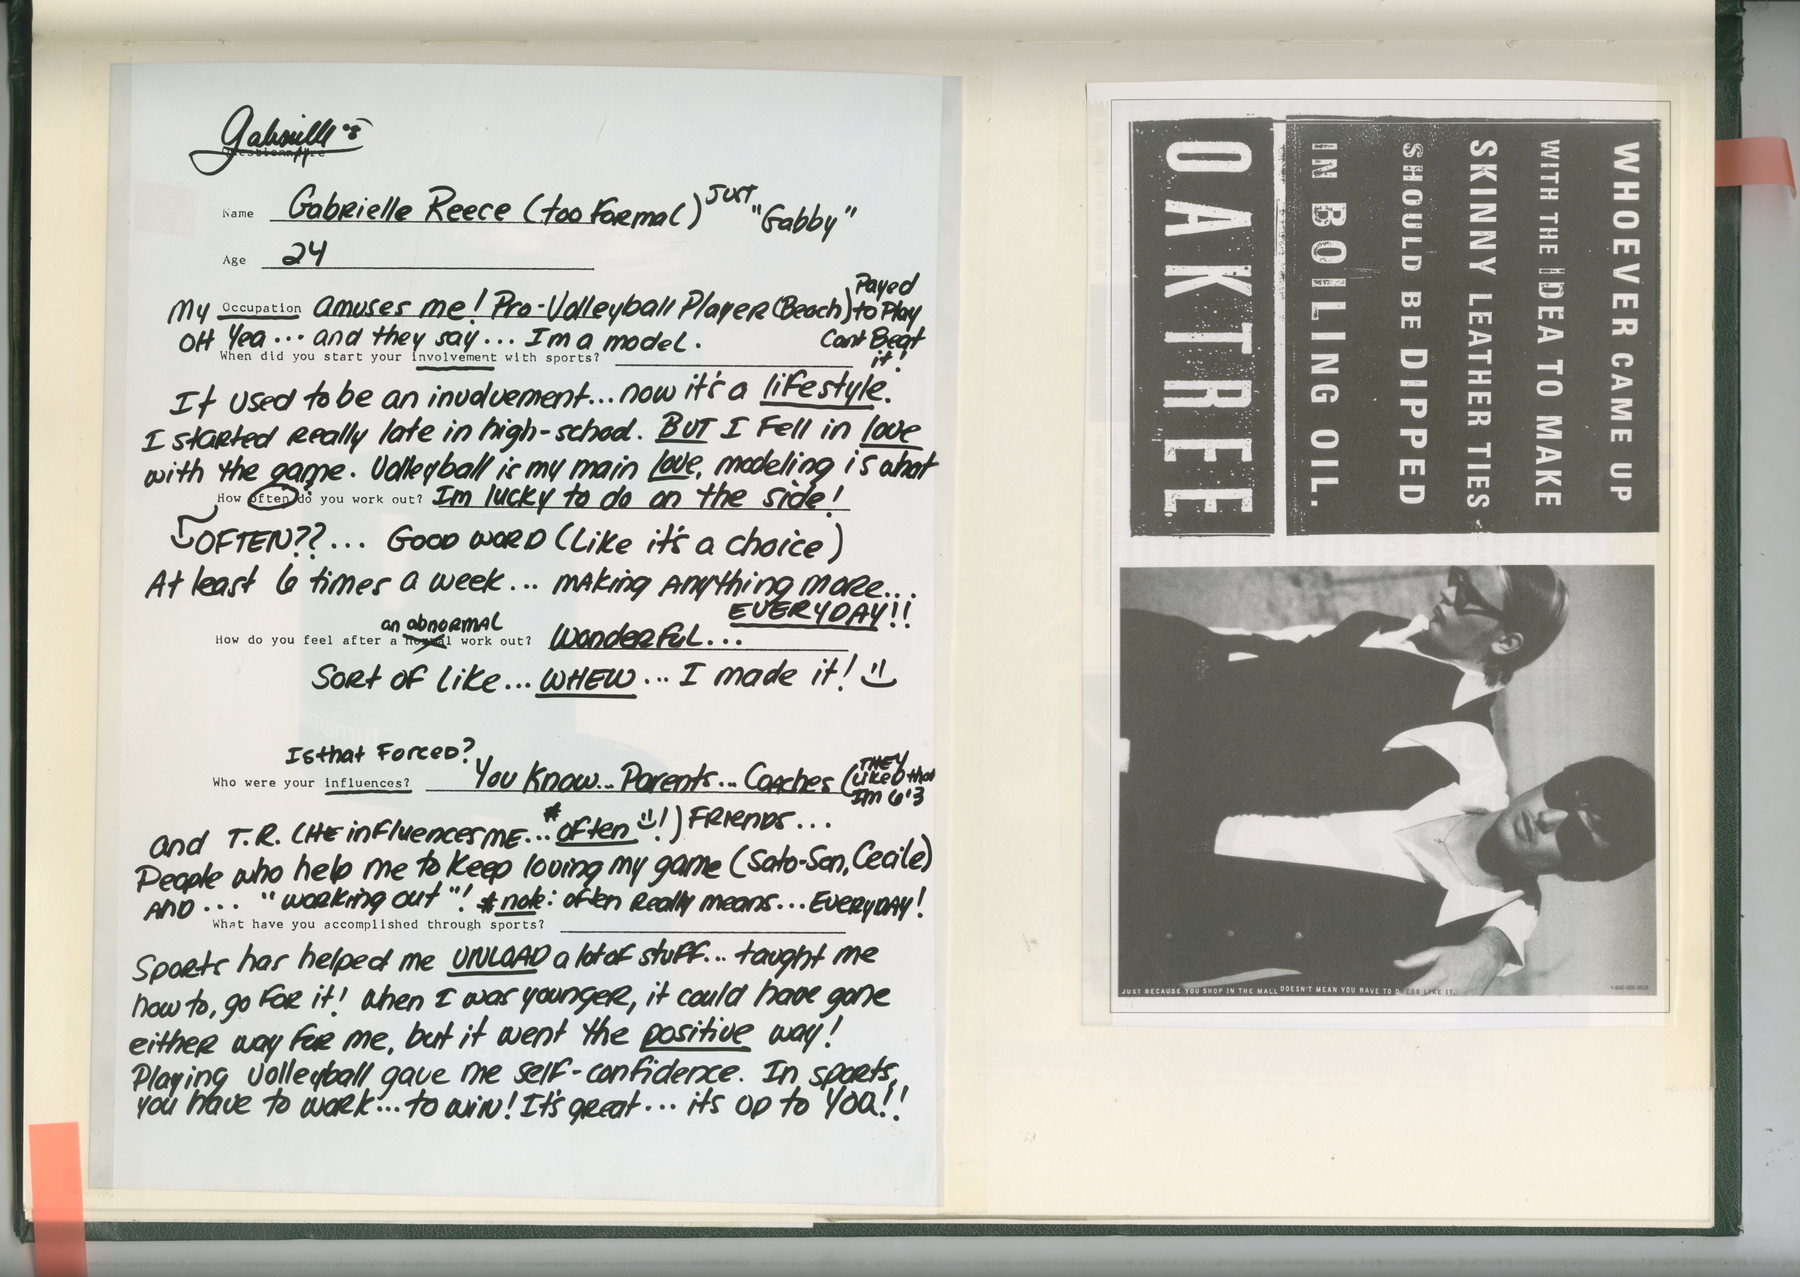 Gabrielle's
Questionnaire
Name Gabrielle Reece (too formal) Just "Gabby"
Age 24
My Occupation amuses me! Pro-Volleyball Player (Beach) Payed to Play Cant Beat it!
OH Yea... and they say... I'm a model.
When did you start your involvement with sports?
It used to be an involvement... now it's a lifestyle.
I started really late in high-school. BUT I fell in love
with the game. Volleyball is my main love, modeling is what
How often do you work out? Im lucky to do on the side!
OFTEN??... GOOD WORD (Like it's a choice)
At least 6 times a week... making anything more...
EVERYDAY!!
How do you feel after an abnormal work out? Wonderful...
Sort of like... WHEW... I made it!
Is that Forced?
Who were your influences? You know... Parents... Coaches (THEY Liked that Im 6'3
and T.R. (HE influences me... *often!) FRIENDS...
People who help me to keep loving my game (Sato-San, Cecile)
AND... "working out"! *note: often really means... EVERYDAY!
What have you accomplished through sports?
Sports has helped me UNLOAD a lot of stuff... taught me
how to, go for it! When I was younger, it could have gone
either way for me, but it went the positive way!
Playing Volleyball gave me self-confidence. In sports,
you have to work... to win! It's great... its up to You!!
WHOEVER CAME UP
WITH THE IDEA TO MAKE
SKINNY LEATHER TIES
SHOULD BE DIPPED
IN BOILING OIL.
OAKTREE
JUST BECAUSE YOU SHOP IN THE MALL DOESN'T MEAN YOU HAVE TO DRESS LIKE IT.